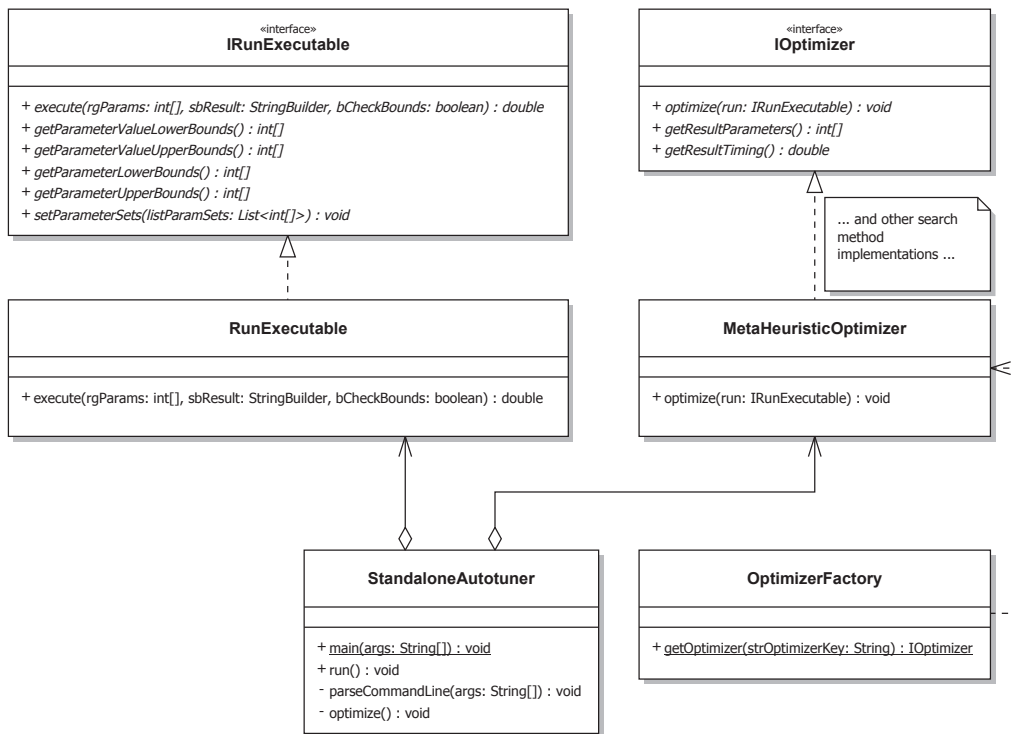 «interface»
IRunExecutable
+ execute(rgParams: int[], sbResult: StringBuilder, bCheckBounds: boolean) : double
+ getParameterValueLowerBounds() : int[]
+ getParameterValueUpperBounds() : int[]
+ getParameterLowerBounds() : int[]
+ getParameterUpperBounds() : int[]
+ setParameterSets(listParamSets: List<int[]>) : void
«interface»
IOptimizer
+ optimize(run: IRunExecutable) : void
+ getResultParameters() : int[]
+ getResultTiming() : double
... and other search
method
implementations ...
RunExecutable
+ execute(rgParams: int[], sbResult: StringBuilder, bCheckBounds: boolean) : double
MetaHeuristicOptimizer
+ optimize(run: IRunExecutable) : void
StandaloneAutotuner
+ main(args: String[]) : void
+ run() : void
- parseCommandLine(args: String[]) : void
- optimize() : void
OptimizerFactory
+ getOptimizer(strOptimizerKey: String) : IOptimizer